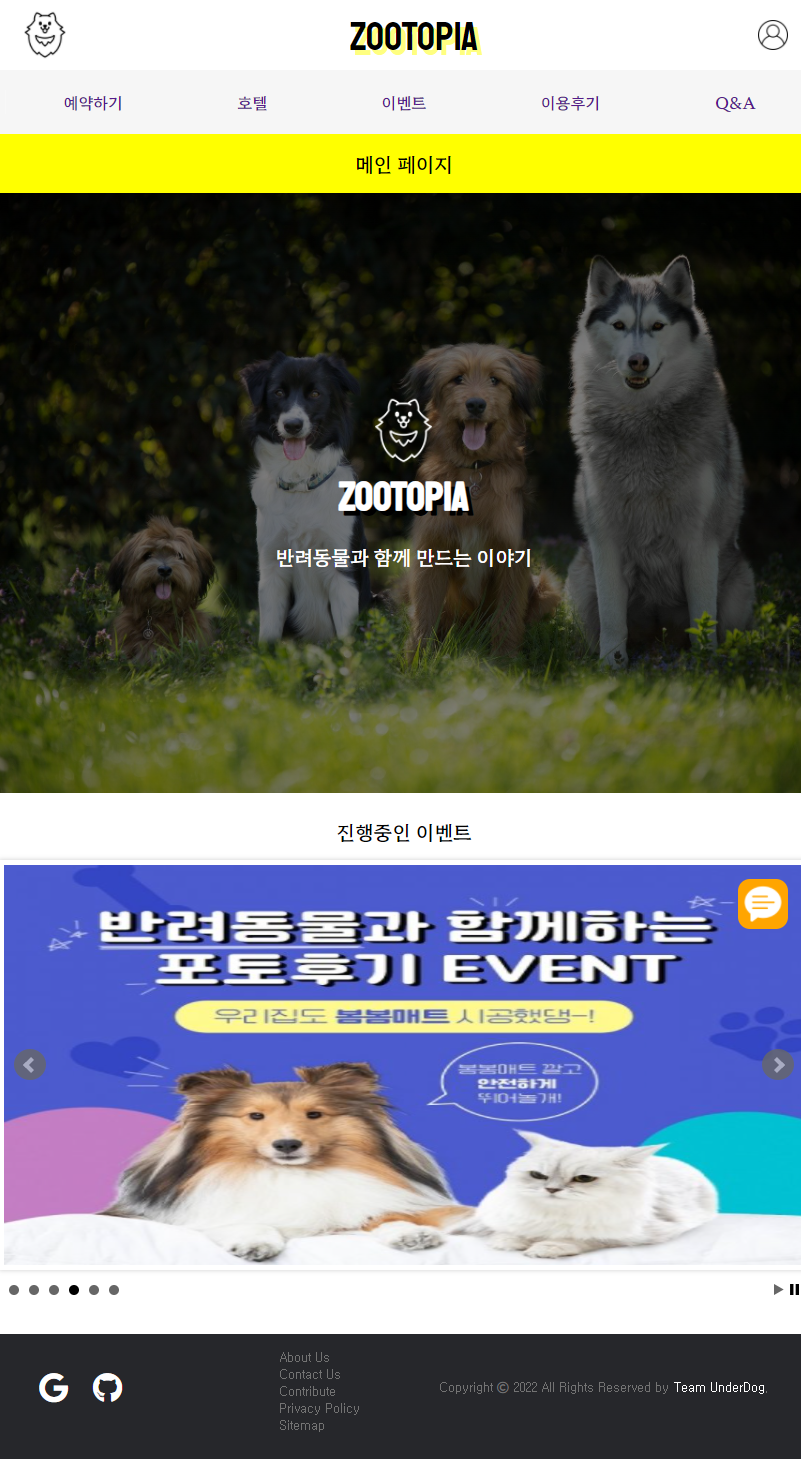 ZOOTOPIA
예약하기 호텔 이벤트 이용후기 Q&A
메인 페이지
ZOOTOPIA
반려동물과 함께 만드는 이야기
진행중인 이벤트
반려동물과 함께하는
포토후기 EVENT
우리집도 봄봄매트 시공했댕~!
봄봄매트 깔고
안전하게
뛰어놀개!
About Us
Contact Us
Contribute
Privacy Policy
Sitemap
Copyright © 2022 All Rights Reserved by Team UnderDog.